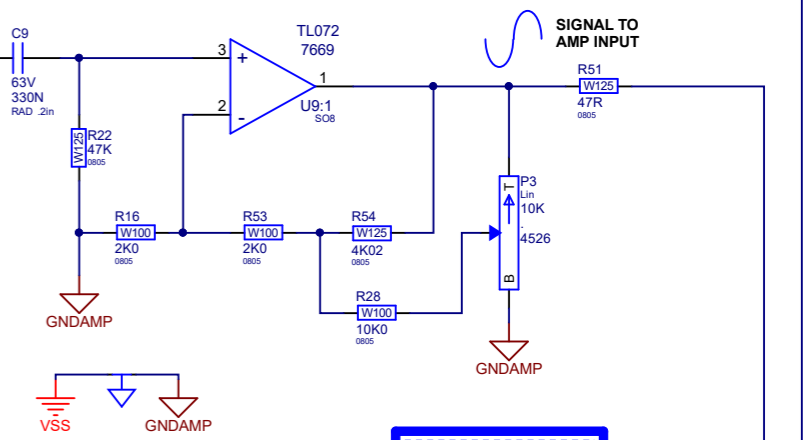 C9
63V
330N
RAD .2in
3
+
2
-
1
TL072
7669
U9:1
SO8
SIGNAL TO
AMP INPUT
R51
W125
47R
0805
R22
W125
47K
0805
R16
W100
2K0
0805
R53
W100
2K0
0805
R54
W125
4K02
0805
R28
W100
10K0
0805
P3
Lin
10K
.
4526
T
B
GNDAMP
GNDAMP
VSS
GNDAMP